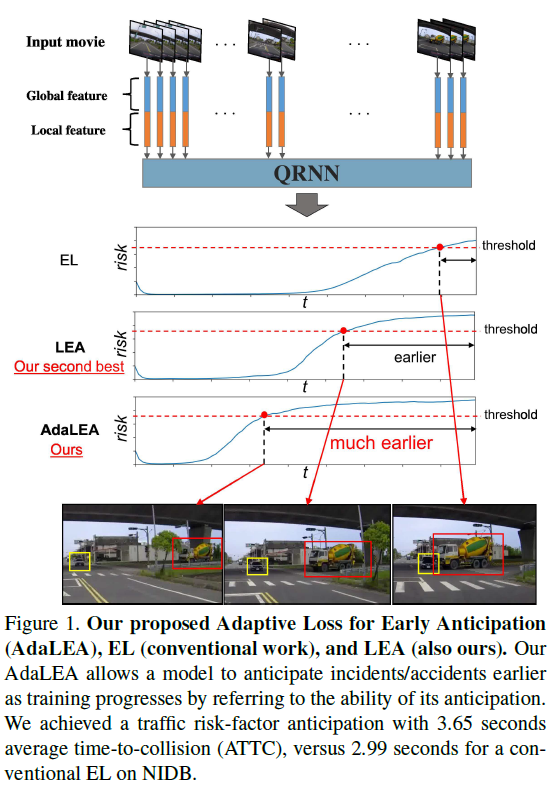 Input movie
. . .
. . .
Global feature
Local feature
. . .
. . .
QRNN
EL
risk
threshold
t
LEA
Our second best
risk
threshold
earlier
t
AdaLEA
Ours
risk
threshold
much earlier
t
Figure 1. Our proposed Adaptive Loss for Early Anticipation
(AdaLEA), EL (conventional work), and LEA (also ours). Our
AdaLEA allows a model to anticipate incidents/accidents earlier
as training progresses by referring to the ability of its anticipation.
We achieved a traffic risk-factor anticipation with 3.65 seconds
average time-to-collision (ATTC), versus 2.99 seconds for a con-
ventional EL on NIDB.